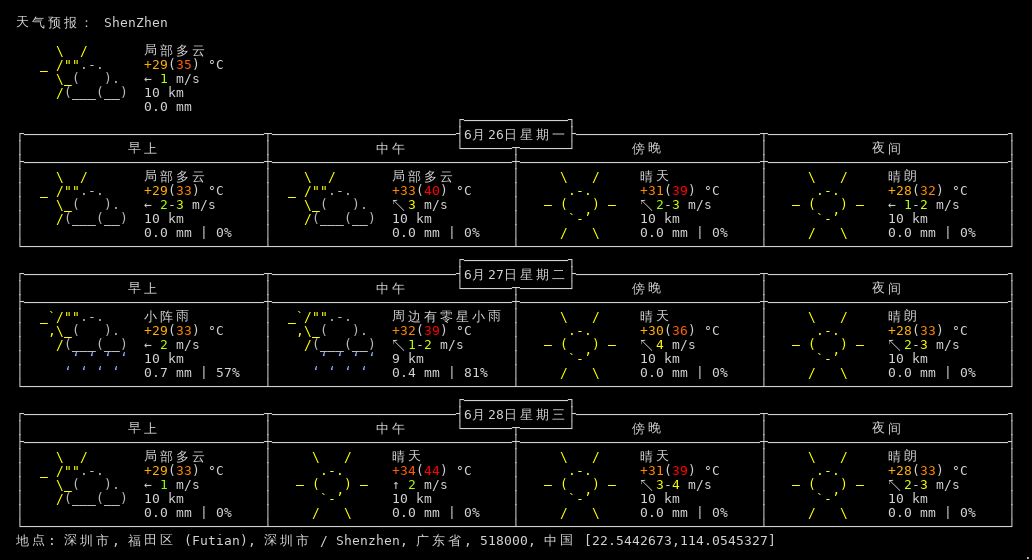 天气预报： ShenZhen
局部多云
+29(35) °C
← 1 m/s
10 km
0.0 mm
6月26日星期一
早上 中午 傍晚 夜间
局部多云 局部多云 晴天 晴朗
+29(33) °C +33(40) °C +31(39) °C +28(32) °C
← 2-3 m/s ↖ 3 m/s ↖ 2-3 m/s ← 1-2 m/s
10 km 10 km 10 km 10 km
0.0 mm | 0% 0.0 mm | 0% 0.0 mm | 0% 0.0 mm | 0%
6月27日星期二
早上 中午 傍晚 夜间
小阵雨 周边有零星小雨 晴天 晴朗
+29(33) °C +32(39) °C +30(36) °C +28(33) °C
← 2 m/s ↖ 1-2 m/s ↖ 4 m/s ↖ 2-3 m/s
10 km 9 km 10 km 10 km
0.7 mm | 57% 0.4 mm | 81% 0.0 mm | 0% 0.0 mm | 0%
6月28日星期三
早上 中午 傍晚 夜间
局部多云 晴天 晴天 晴朗
+29(33) °C +34(44) °C +31(39) °C +28(33) °C
← 1 m/s ↑ 2 m/s ↖ 3-4 m/s ↖ 2-3 m/s
10 km 10 km 10 km 10 km
0.0 mm | 0% 0.0 mm | 0% 0.0 mm | 0% 0.0 mm | 0%
地点: 深圳市, 福田区 (Futian), 深圳市 / Shenzhen, 广东省, 518000, 中国 [22.5442673,114.0545327]